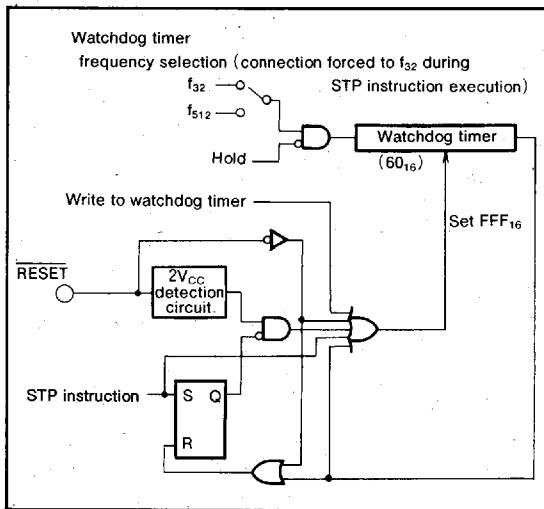 Watchdog timer
frequency selection (connection forced to f32 during
STP instruction execution)
f32
f512
Hold
Watchdog timer
(6016)
Write to watchdog timer
Set FFF16
RESET
2VCC
detection
circuit.
STP instruction
S Q
R